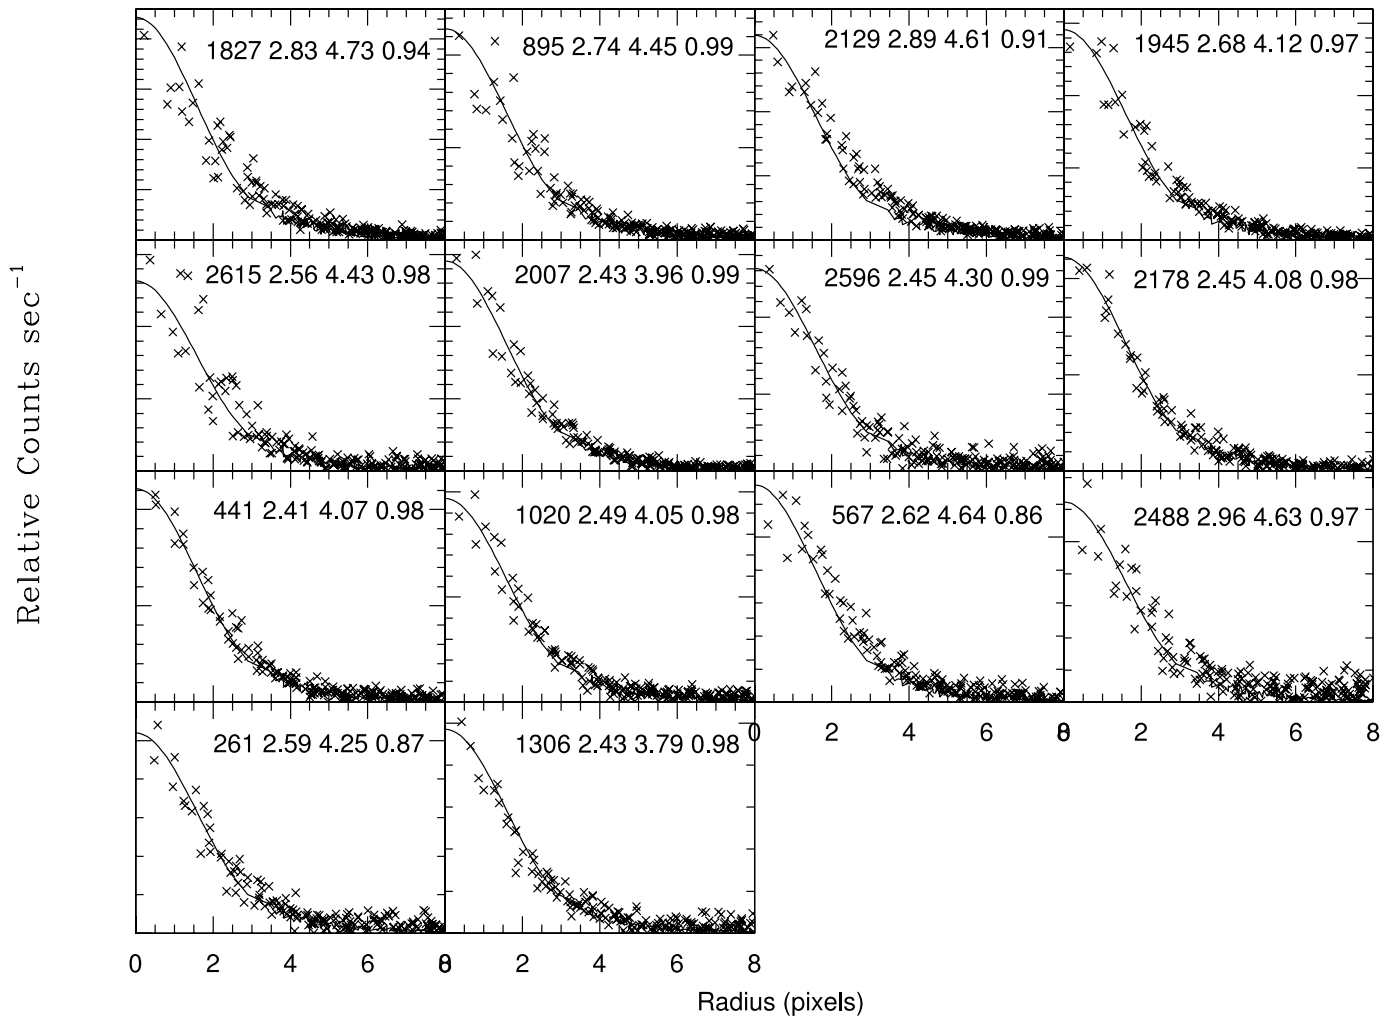 1827 2.83 4.73 0.94
895 2.74 4.45 0.99
2129 2.89 4.61 0.91
1945 2.68 4.12 0.97
2615 2.56 4.43 0.98
2007 2.43 3.96 0.99
2596 2.45 4.30 0.99
2178 2.45 4.08 0.98
Relative Counts sec⁻¹
441 2.41 4.07 0.98
1020 2.49 4.05 0.98
567 2.62 4.64 0.86
2488 2.96 4.63 0.97
0 2 4 6 8 0 2 4 6 8
261 2.59 4.25 0.87
1306 2.43 3.79 0.98
0 2 4 6 8 0 2 4 6 8
Radius (pixels)